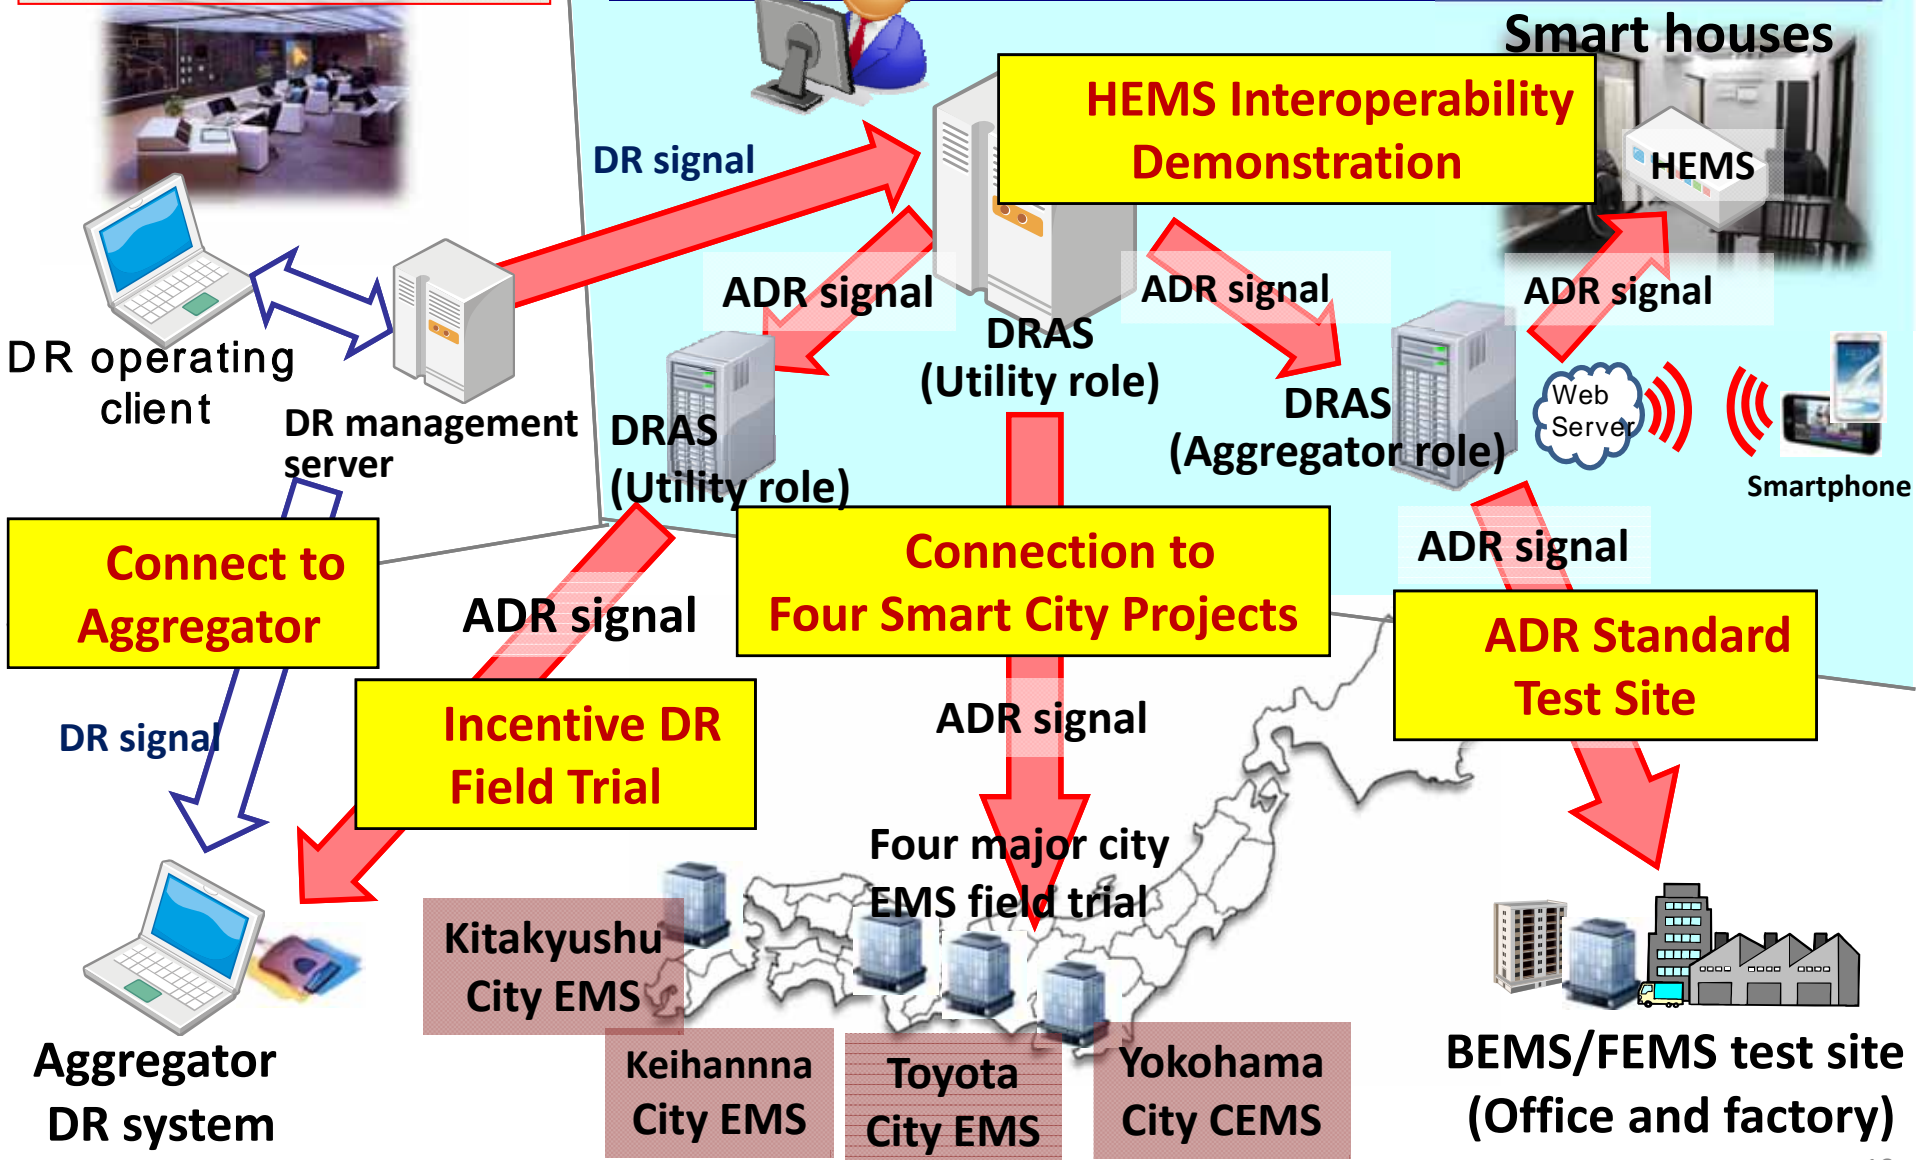 Smart houses
HEMS Interoperability
Demonstration
HEMS
DR signal
ADR signal
ADR signal
ADR signal
DR operating
client
DR management
server
DRAS
(Utility role)
DRAS
(Utility role)
DRAS
(Aggregator role)
Web
Server
Smartphone
Connect to
Aggregator
ADR signal
Connection to
Four Smart City Projects
ADR signal
ADR Standard
Test Site
DR signal
Incentive DR
Field Trial
ADR signal
Four major city
EMS field trial
Kitakyushu
City EMS
Keihannna
City EMS
Toyota
City EMS
Yokohama
City CEMS
Aggregator
DR system
BEMS/FEMS test site
(Office and factory)